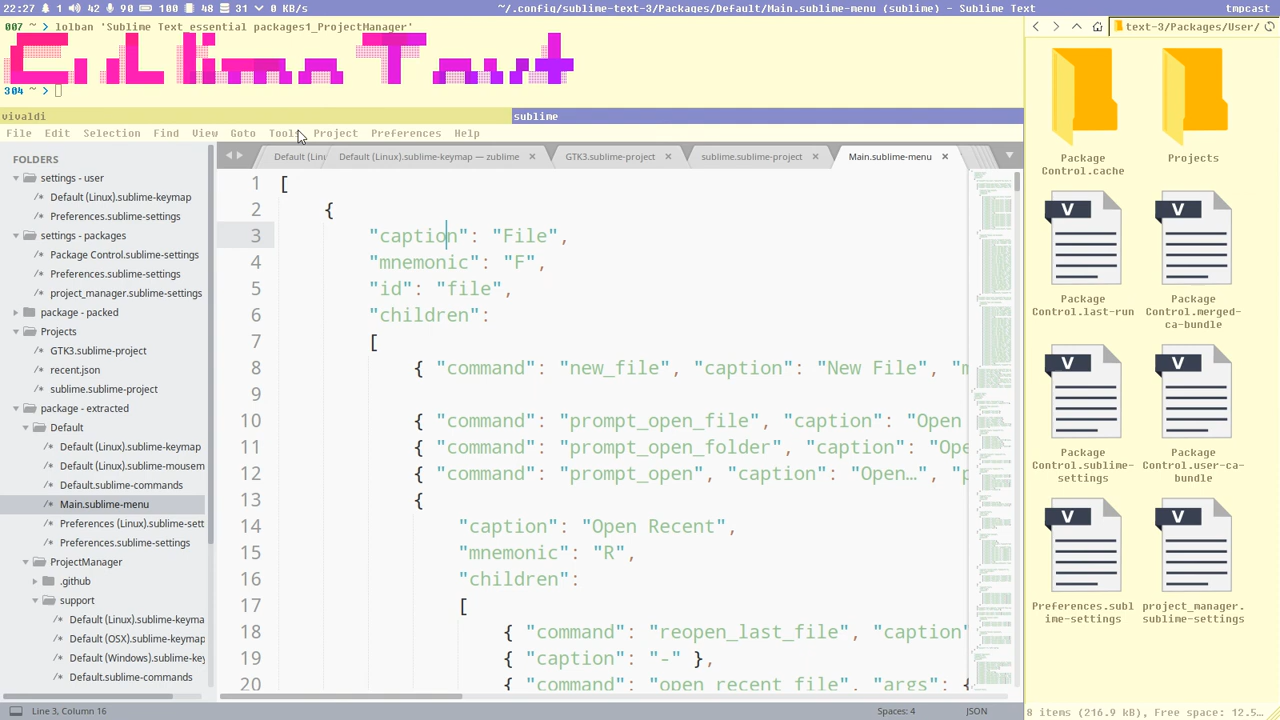 22:27 1 42 90 100 48 31 0 KB/s ~/.config/sublime-text-3/Packages/Default/Main.sublime-menu (sublime) - Sublime Text tmpcast
007 ~ > lolban 'Sublime Text essential packages1_ProjectManager'
304 ~ >
vivaldi sublime
File Edit Selection Find View Goto Tools Project Preferences Help
FOLDERS
settings - user
Default (Linux).sublime-keymap
Preferences.sublime-settings
settings - packages
Package Control.sublime-settings
Preferences.sublime-settings
project_manager.sublime-settings
package - packed
Projects
GTK3.sublime-project
recent.json
sublime.sublime-project
package - extracted
Default
Default (Linux).sublime-keymap
Default (Linux).sublime-mousem
Default.sublime-commands
Main.sublime-menu
Preferences (Linux).sublime-sett
Preferences.sublime-settings
ProjectManager
.github
support
Default (Linux).sublime-keyma
Default (OSX).sublime-keymap
Default (Windows).sublime-key
Default.sublime-commands
Default (Linu Default (Linux).sublime-keymap — zublime × GTK3.sublime-project × sublime.sublime-project × Main.sublime-menu ×
1 [
2 {
3 "caption": "File",
4 "mnemonic": "F",
5 "id": "file",
6 "children":
7 [
8 { "command": "new_file", "caption": "New File", "m
9
10 { "command": "prompt_open_file", "caption": "Open
11 { "command": "prompt_open_folder", "caption": "Ope
12 { "command": "prompt_open", "caption": "Open…", "p
13 {
14 "caption": "Open Recent",
15 "mnemonic": "R",
16 "children":
17 [
18 { "command": "reopen_last_file", "caption"
19 { "caption": "-" },
20 { "command": "open_recent_file", "args": {
Line 3, Column 16 Spaces: 4 JSON
text-3/Packages/User/
Package
Control.cache
Projects
Package
Control.last-run
Package
Control.merged-
ca-bundle
Package
Control.sublime-
settings
Package
Control.user-ca-
bundle
Preferences.subl
ime-settings
project_manager.
sublime-settings
8 items (216.9 kB), Free space: 12.5…